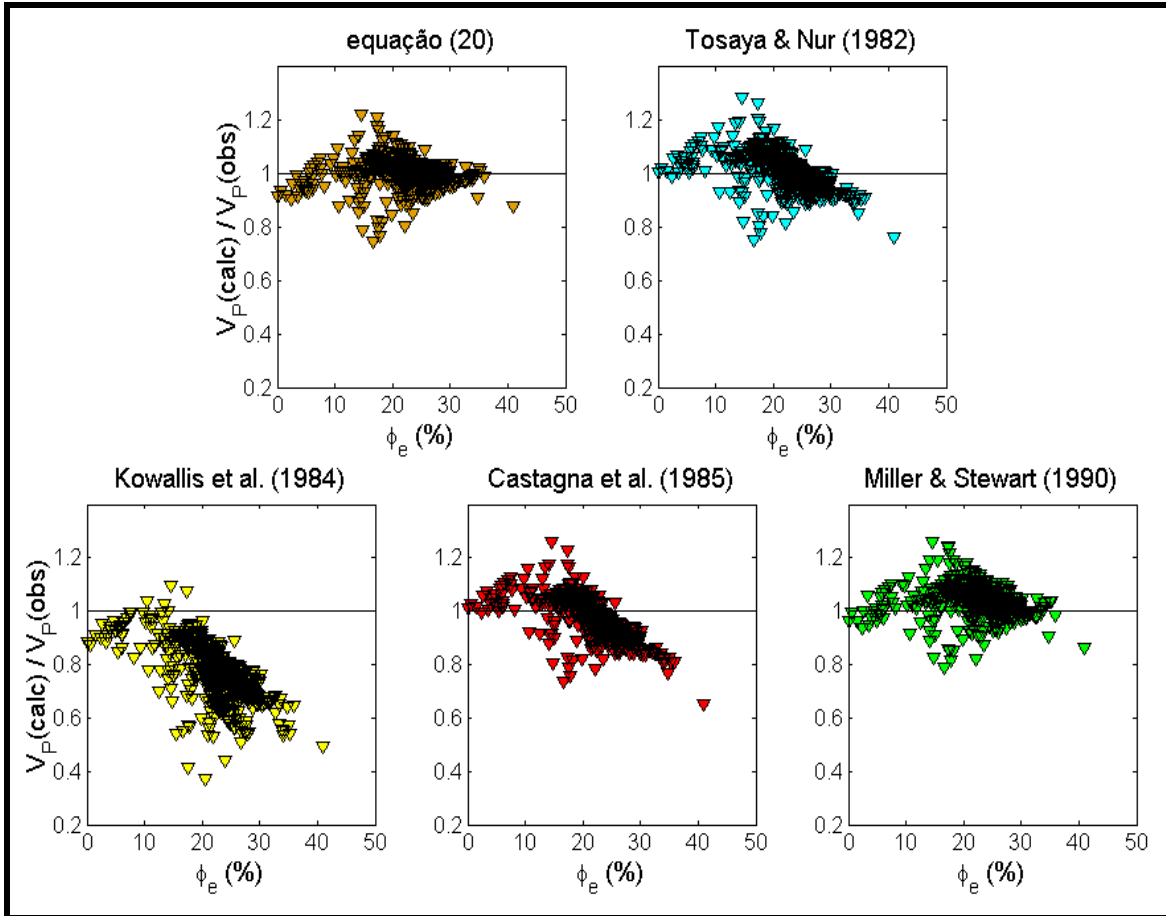 equação (20)
Tosaya & Nur (1982)
V_P(calc) / V_P(obs)
1.2
1
0.8
0.6
0.4
0.2
0 10 20 30 40 50
ϕ_e (%)
1.2
1
0.8
0.6
0.4
0.2
0 10 20 30 40 50
ϕ_e (%)
Kowallis et al. (1984)
Castagna et al. (1985)
Miller & Stewart (1990)
V_P(calc) / V_P(obs)
1.2
1
0.8
0.6
0.4
0.2
0 10 20 30 40 50
ϕ_e (%)
1.2
1
0.8
0.6
0.4
0.2
0 10 20 30 40 50
ϕ_e (%)
1.2
1
0.8
0.6
0.4
0.2
0 10 20 30 40 50
ϕ_e (%)